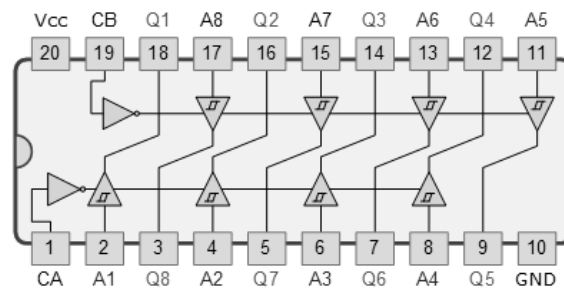 Vcc CB Q1 A8 Q2 A7 Q3 A6 Q4 A5
20 19 18 17 16 15 14 13 12 11
1 2 3 4 5 6 7 8 9 10
CA A1 Q8 A2 Q7 A3 Q6 A4 Q5 GND